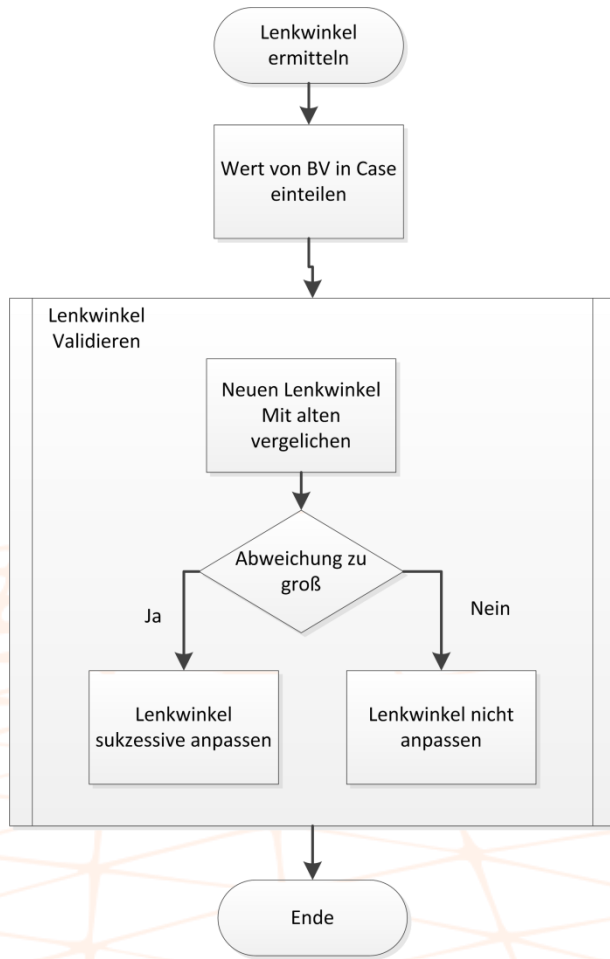 Lenkwinkel
ermitteln
Wert von BV in Case
einteilen
Lenkwinkel
Validieren
Neuen Lenkwinkel
Mit alten
vergelichen
Abweichung zu
groß
Ja
Nein
Lenkwinkel
sukzessive anpassen
Lenkwinkel nicht
anpassen
Ende